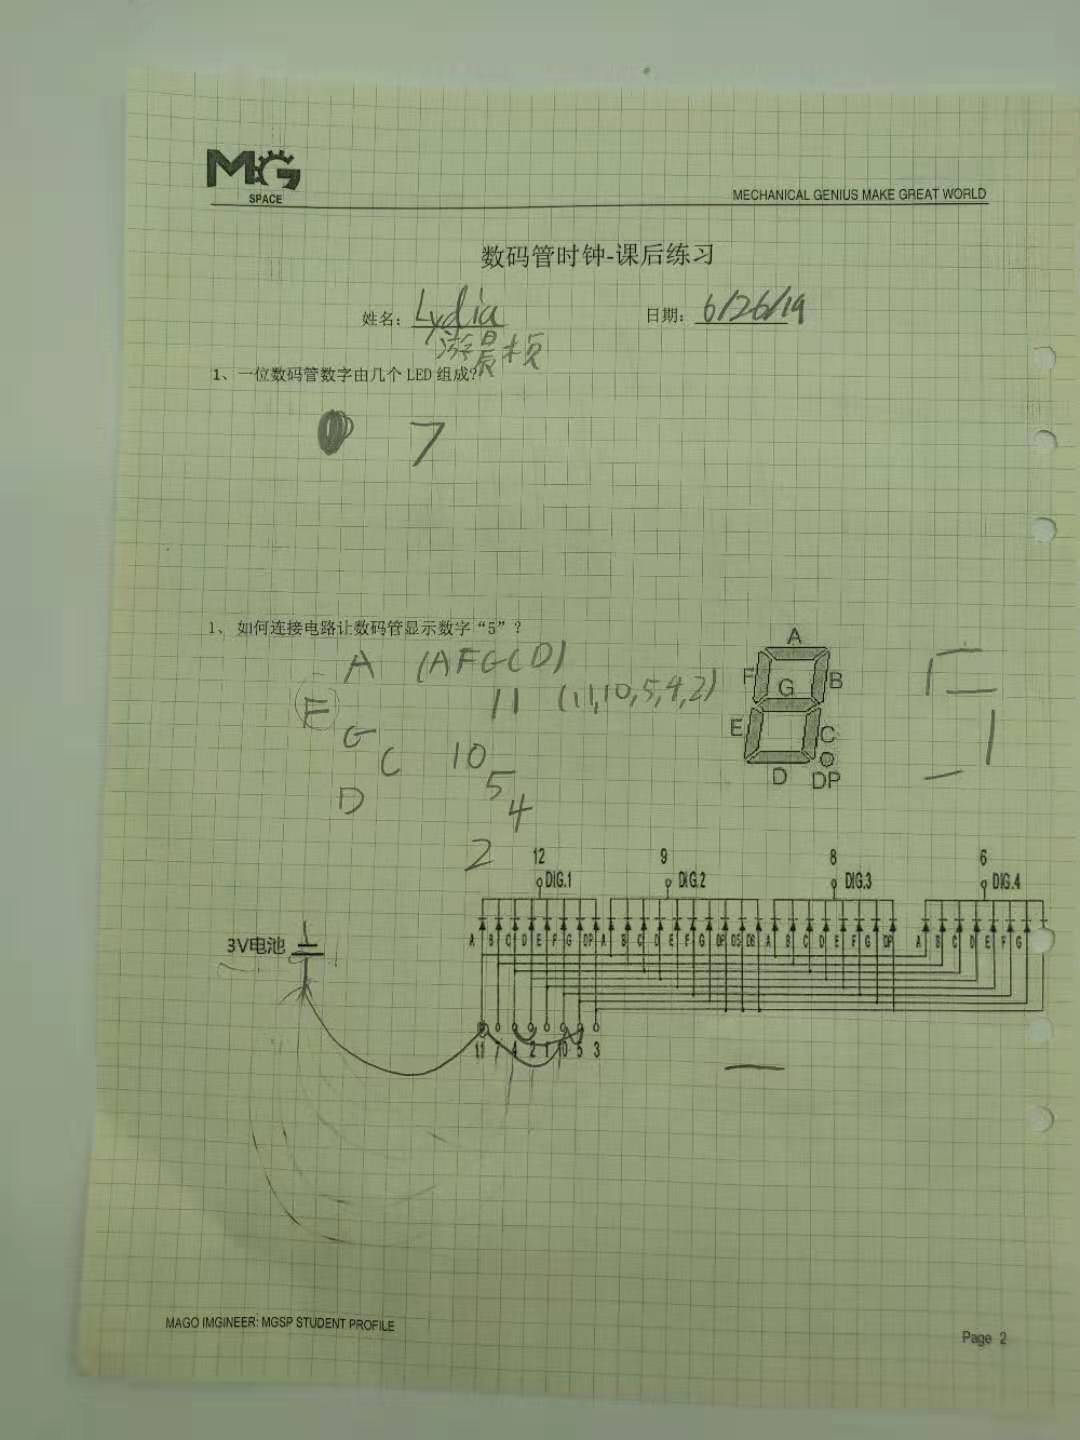 MG
SPACE
MECHANICAL GENIUS MAKE GREAT WORLD
数码管时钟-课后练习
姓名: Lydia 日期: 6/26/19
游晨桢
1、一位数码管数字由几个 LED 组成?
7
1、如何连接电路让数码管显示数字“5”?
A (AFGCD)
F 11 (11,10,5,4,2)
G
C 10
5
D 4
2
A
F G B
E C
D DP
12 9 8 6
DIG.1 DIG.2 DIG.3 DIG.4
3V电池
A B C D E F G DP A B C D E F G DP D5 D6 A B C D E F G DP A B C D E F G
11 7 4 2 1 10 5 3
MAGO IMGINEER: MGSP STUDENT PROFILE
Page 2